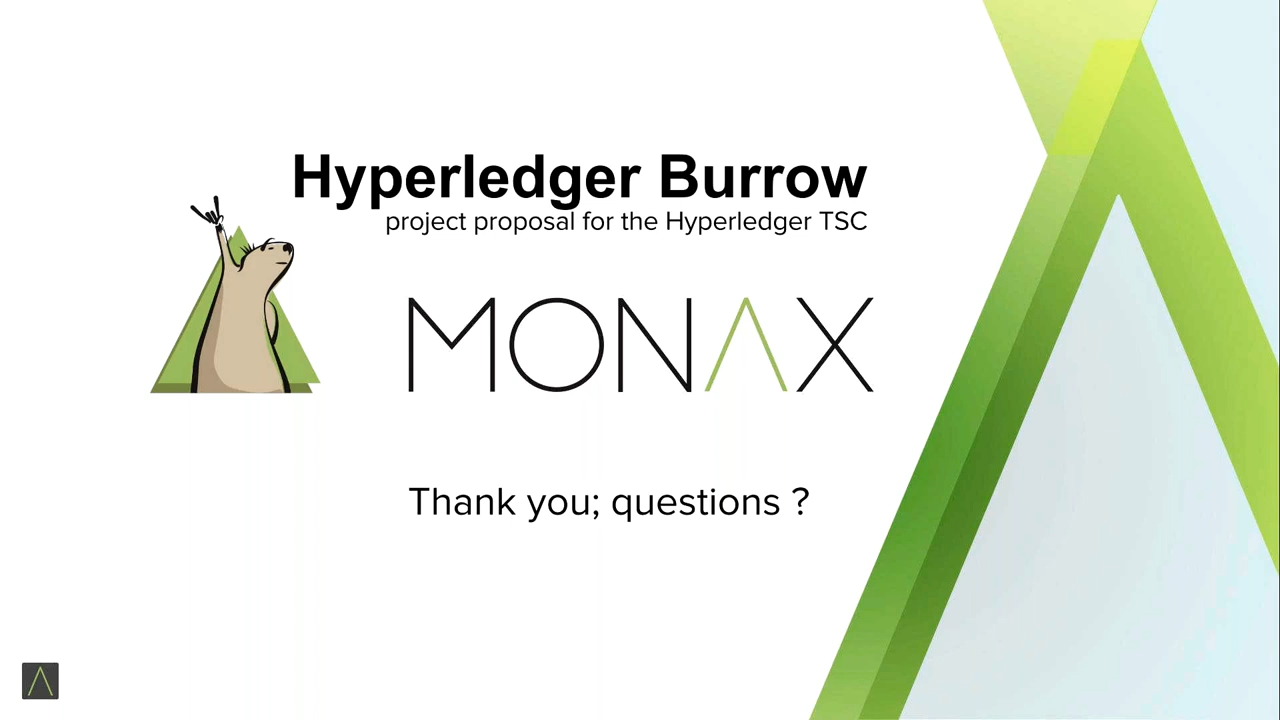 Hyperledger Burrow
project proposal for the Hyperledger TSC
MONAX
Thank you; questions ?